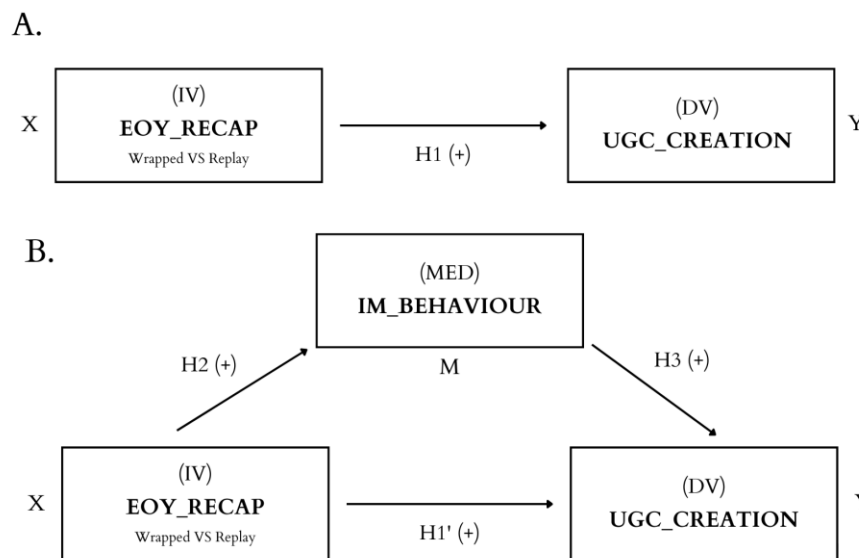 A.
X
(IV)
EOY_RECAP
Wrapped VS Replay
H1 (+)
(DV)
UGC_CREATION
Y
B.
(MED)
IM_BEHAVIOUR
M
H2 (+)
H3 (+)
X
(IV)
EOY_RECAP
Wrapped VS Replay
H1' (+)
(DV)
UGC_CREATION